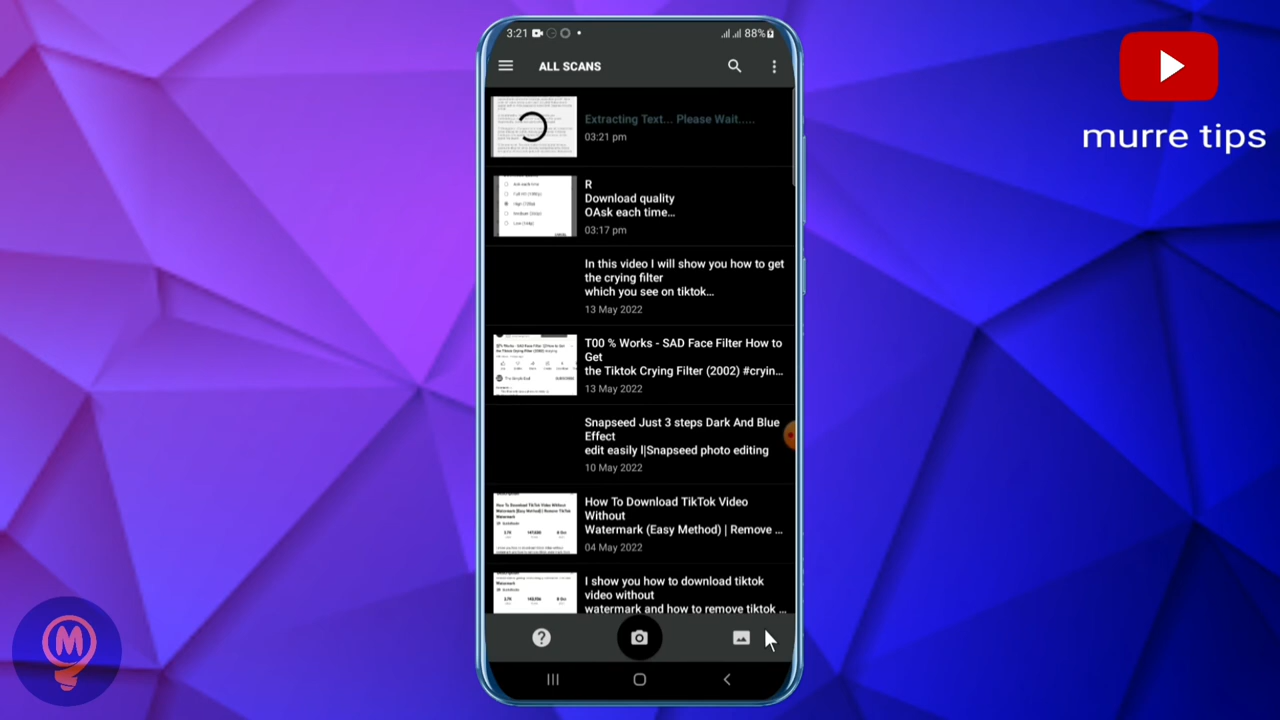 3:21
88%
ALL SCANS
Extracting Text... Please Wait.....
03:21 pm
R
Download quality
OAsk each time...
03:17 pm
In this video I will show you how to get
the crying filter
which you see on tiktok...
13 May 2022
T00 % Works - SAD Face Filter How to
Get
the Tiktok Crying Filter (2002) #cryin...
13 May 2022
Snapseed Just 3 steps Dark And Blue
Effect
edit easily l|Snapseed photo editing
10 May 2022
How To Download TikTok Video
Without
Watermark (Easy Method) | Remove ...
04 May 2022
I show you how to download tiktok
video without
watermark and how to remove tiktok ...
murre tips
M